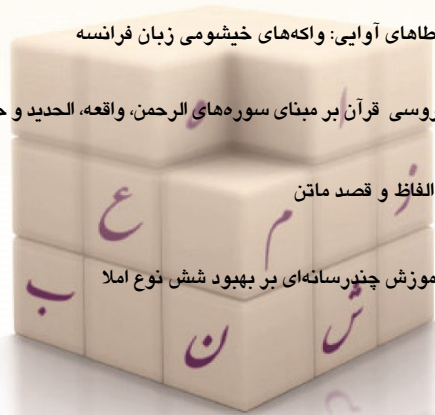 طاهای آوایی: واکه‌های خیشومی زبان فرانسه
روسی قرآن بر مبنای سوره‌های الرحمن، واقعه، الحدید و ح
الفاظ و قصد ماتن
ز م ع
موزش چندرسانه‌ای بر بهبود شش نوع املا
ش ن ب